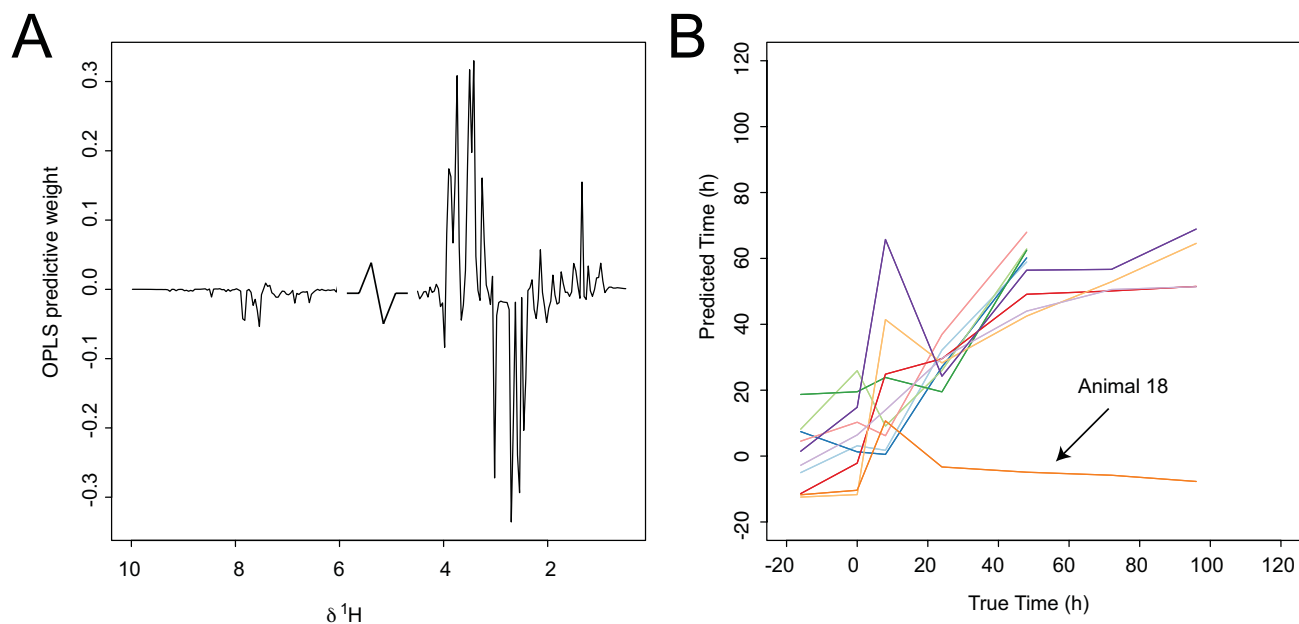 A
OPLS predictive weight
0.3
0.2
0.1
0.0
-0.1
-0.2
-0.3
10 8 6 4 2
δ ¹H
B
Predicted Time (h)
120
100
80
60
40
20
0
-20
Animal 18
-20 0 20 40 60 80 100 120
True Time (h)